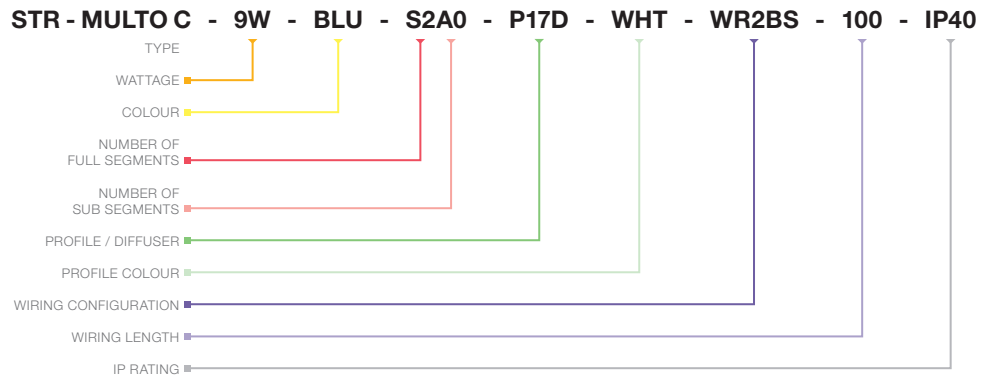 STR - MULTO C - 9W - BLU - S2A0 - P17D - WHT - WR2BS - 100 - IP40
TYPE
WATTAGE
COLOUR
NUMBER OF
FULL SEGMENTS
NUMBER OF
SUB SEGMENTS
PROFILE / DIFFUSER
PROFILE COLOUR
WIRING CONFIGURATION
WIRING LENGTH
IP RATING